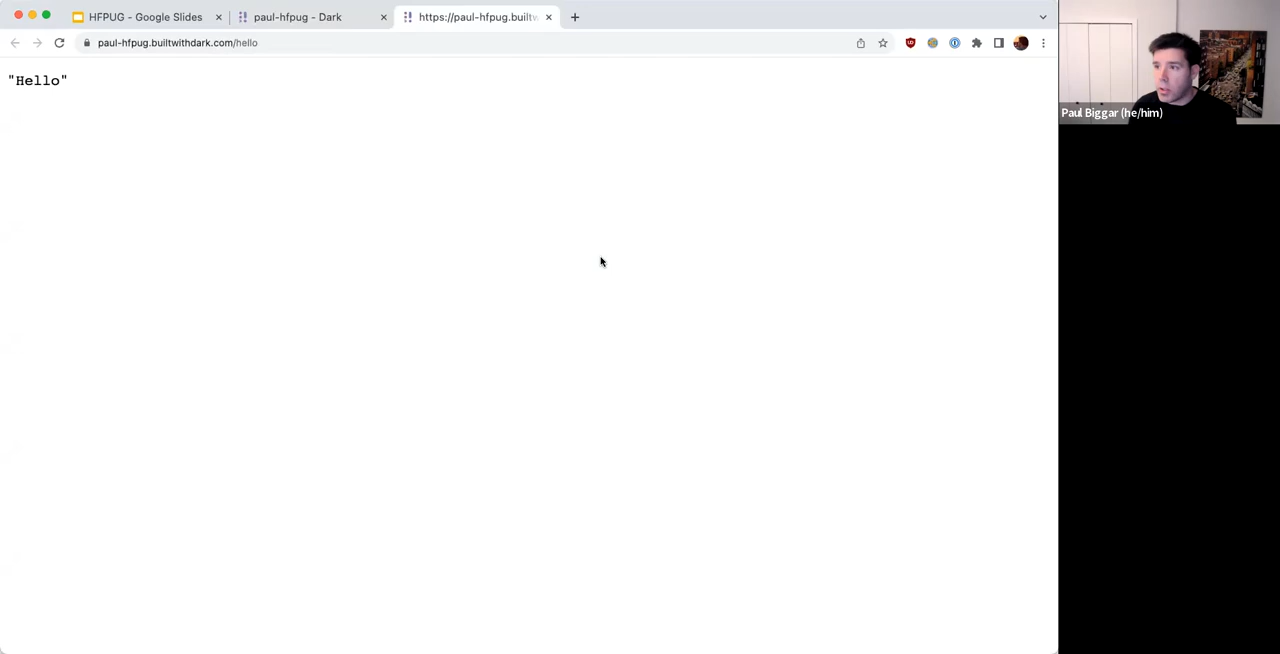 HFPUG - Google Slides
paul-hfpug - Dark
https://paul-hfpug.builtw
paul-hfpug.builtwithdark.com/hello
"Hello"
Paul Biggar (he/him)